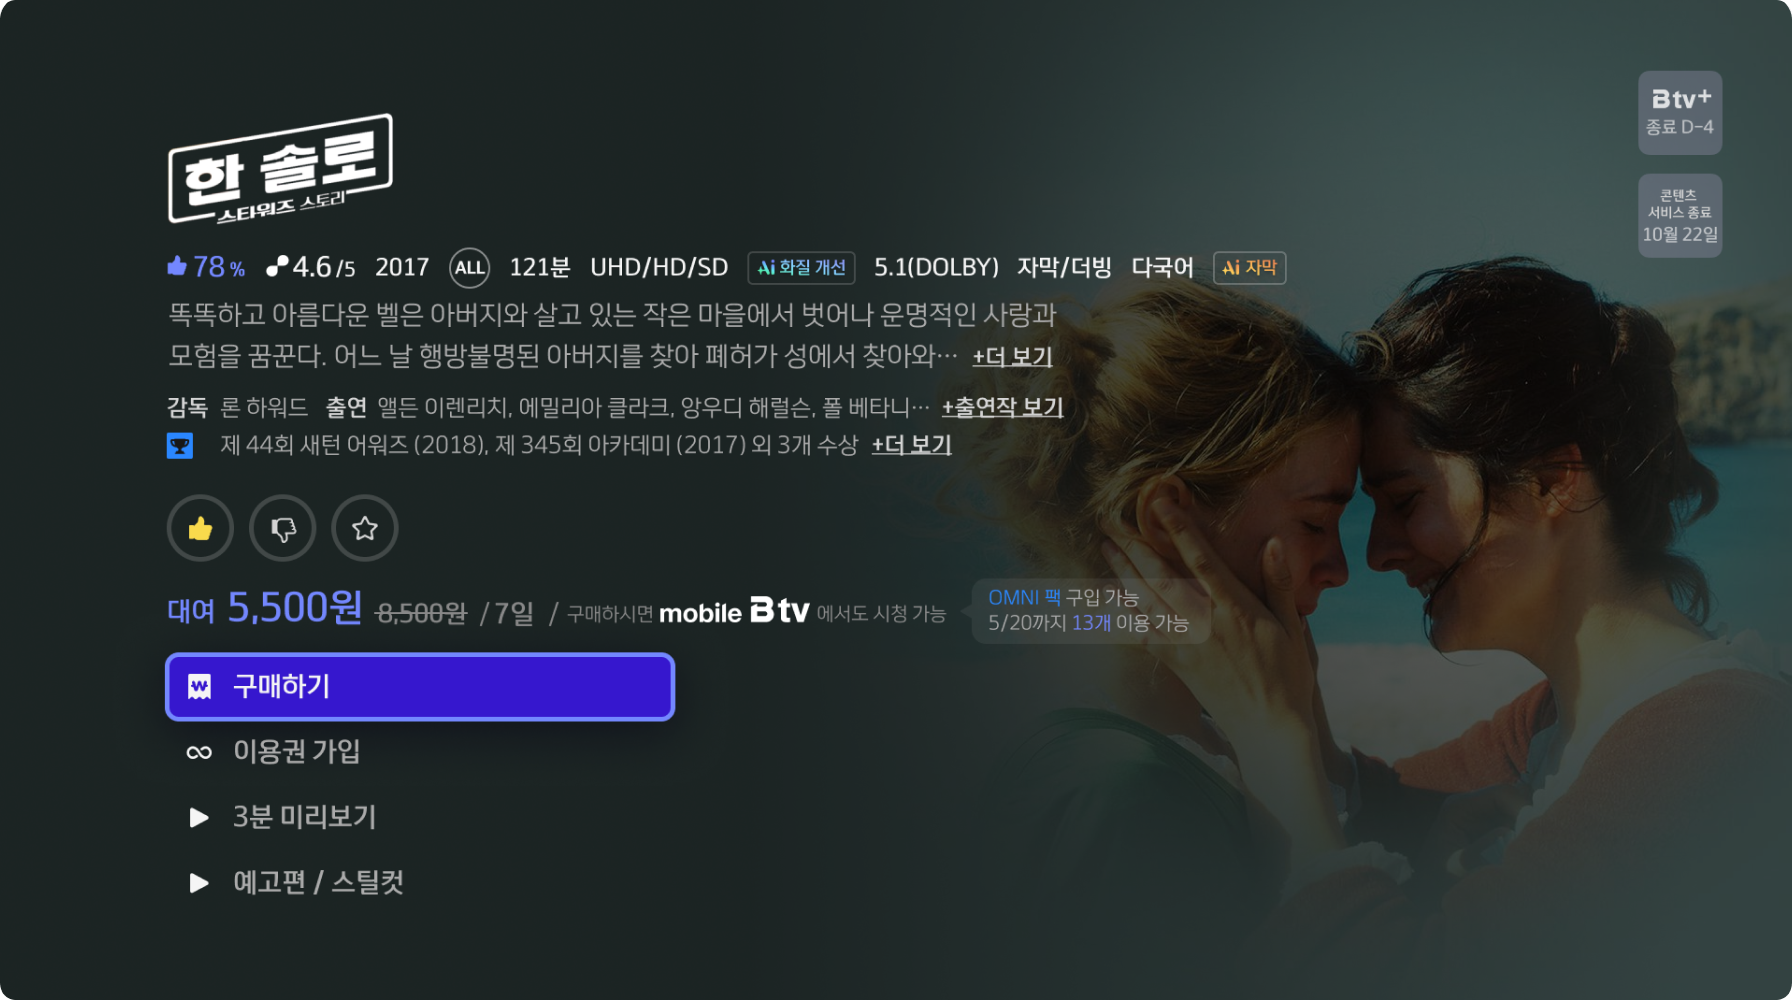 Btv+
종료 D-4
콘텐츠
서비스 종료
10월 22일
한 솔로
스타워즈 스토리
78% 4.6/5 2017 ALL 121분 UHD/HD/SD Ai 화질 개선 5.1(DOLBY) 자막/더빙 다국어 Ai 자막
똑똑하고 아름다운 벨은 아버지와 살고 있는 작은 마을에서 벗어나 운명적인 사랑과
모험을 꿈꾼다. 어느 날 행방불명된 아버지를 찾아 폐허가 성에서 찾아와… +더 보기
감독 론 하워드 출연 앨든 이렌리치, 에밀리아 클라크, 앙우디 해럴슨, 폴 베타니… +출연작 보기
제 44회 새턴 어워즈 (2018), 제 345회 아카데미 (2017) 외 3개 수상 +더 보기
대여 5,500원 8,500원 / 7일 / 구매하시면 mobile Btv 에서도 시청 가능
OMNI 팩 구입 가능
5/20까지 13개 이용 가능
구매하기
이용권 가입
3분 미리보기
예고편 / 스틸컷